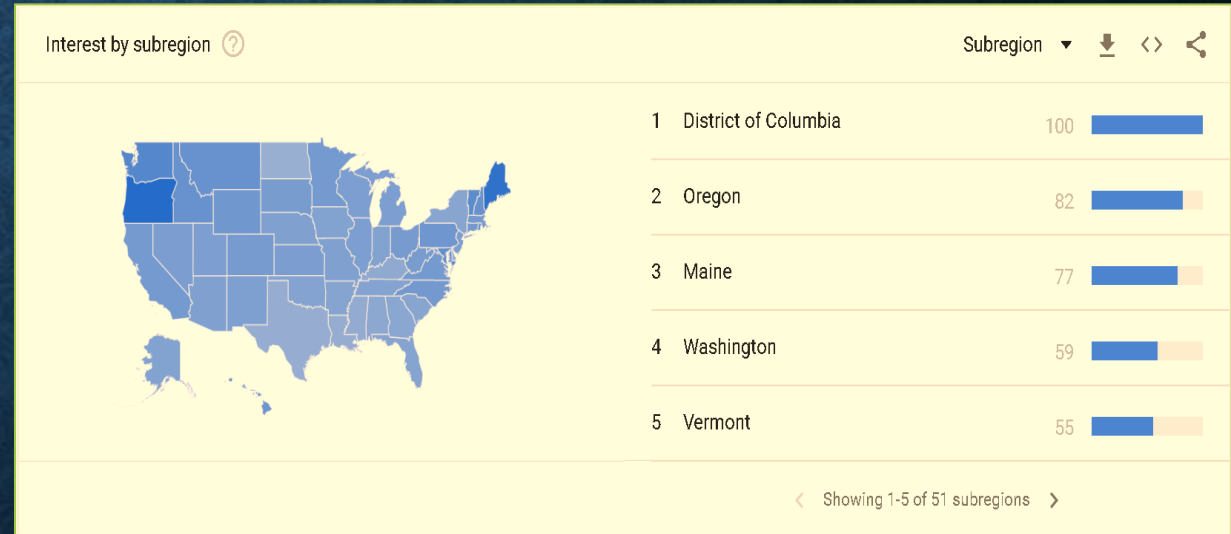 Interest by subregion ?
Subregion
1 District of Columbia 100
2 Oregon 82
3 Maine 77
4 Washington 59
5 Vermont 55
Showing 1-5 of 51 subregions